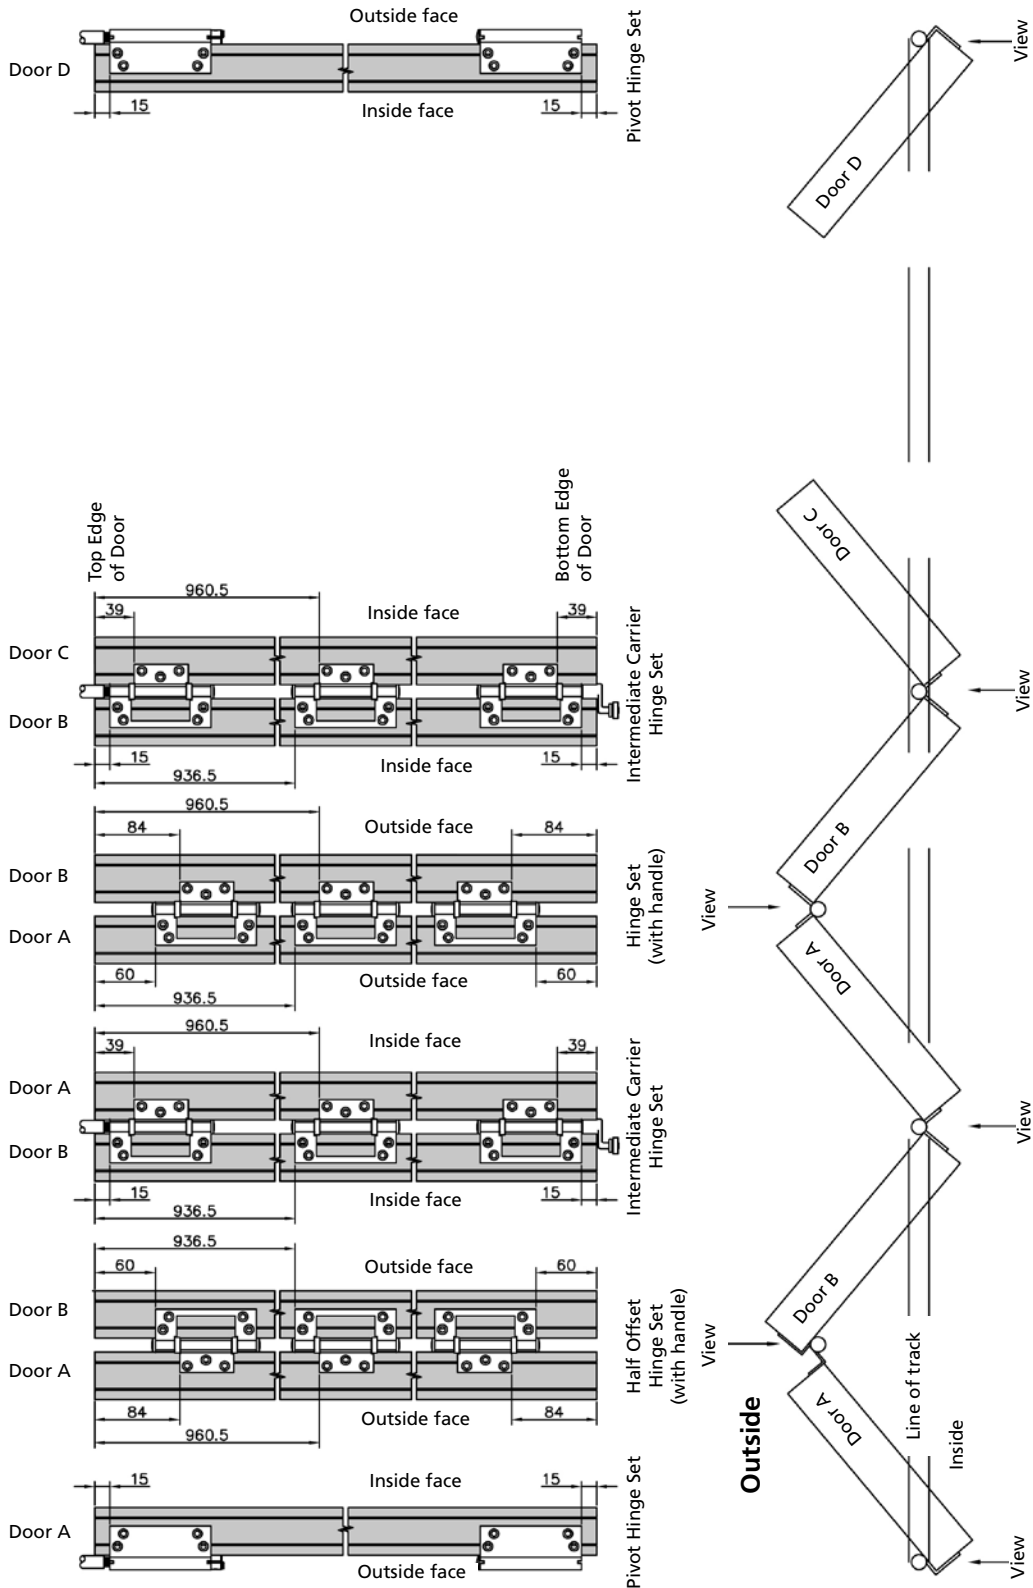 Outside face
Door D
Inside face
15
15
Pivot Hinge Set
View
Door D
Top Edge
of Door
Bottom Edge
of Door
960.5
39
Inside face
39
Door C
Door B
15
Inside face
15
936.5
Intermediate Carrier
Hinge Set
View
Door C
Door B
960.5
84
Outside face
84
Door B
Door A
60
Outside face
60
936.5
Hinge Set
(with handle)
View
Door A
960.5
39
Inside face
39
Door A
Door B
15
Inside face
15
936.5
Intermediate Carrier
Hinge Set
View
Door B
936.5
60
Outside face
60
Door B
Door A
84
Outside face
84
960.5
Half Offset
Hinge Set
(with handle)
View
Door A
Outside
Line of track
Inside
15
Inside face
15
Door A
Outside face
Pivot Hinge Set
View